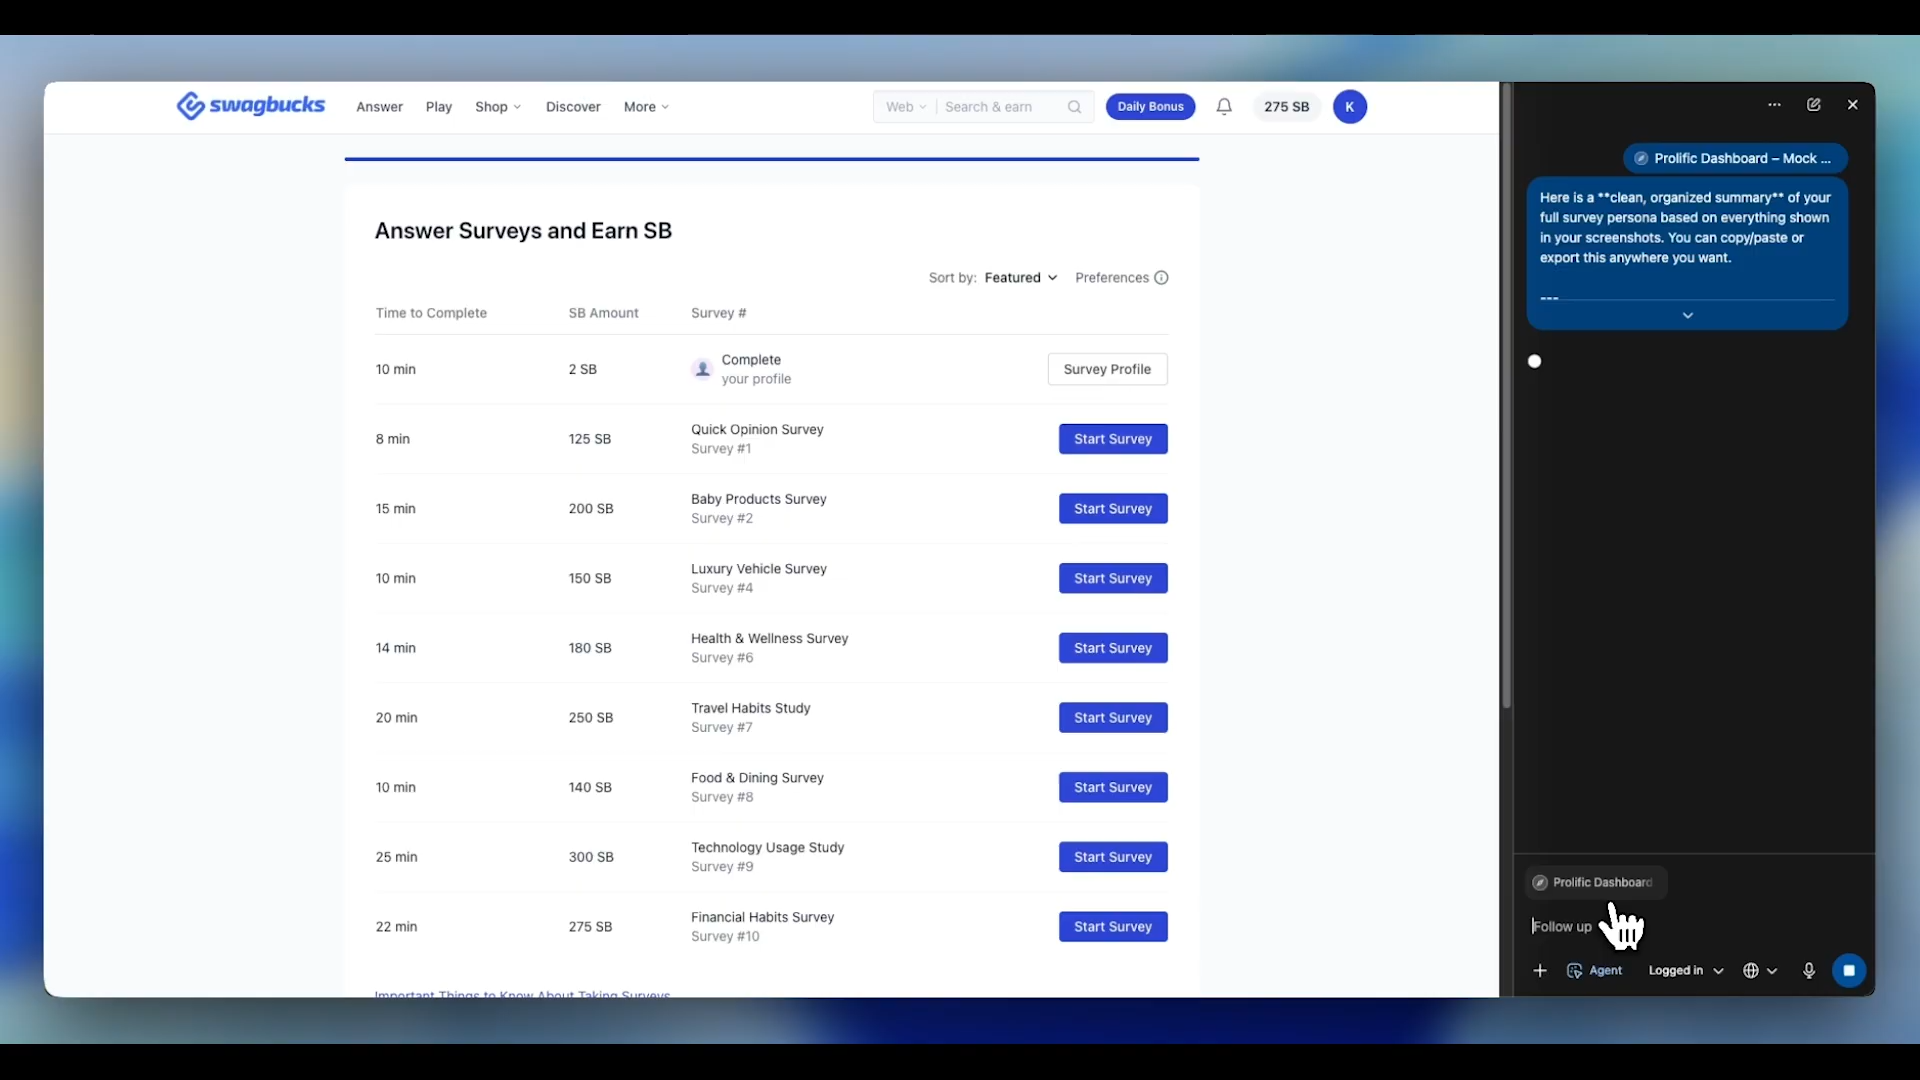 swagbucks
Answer
Play
Shop
Discover
More
Web
Search & earn
Daily Bonus
275 SB
K
Answer Surveys and Earn SB
Sort by: Featured
Preferences
Time to Complete
SB Amount
Survey #
10 min
2 SB
Complete
your profile
Survey Profile
8 min
125 SB
Quick Opinion Survey
Survey #1
Start Survey
15 min
200 SB
Baby Products Survey
Survey #2
Start Survey
10 min
150 SB
Luxury Vehicle Survey
Survey #4
Start Survey
14 min
180 SB
Health & Wellness Survey
Survey #6
Start Survey
20 min
250 SB
Travel Habits Study
Survey #7
Start Survey
10 min
140 SB
Food & Dining Survey
Survey #8
Start Survey
25 min
300 SB
Technology Usage Study
Survey #9
Start Survey
22 min
275 SB
Financial Habits Survey
Survey #10
Start Survey
Important Things to Know About Taking Surveys
Prolific Dashboard – Mock ...
Here is a **clean, organized summary** of your
full survey persona based on everything shown
in your screenshots. You can copy/paste or
export this anywhere you want.
---
Prolific Dashboard
Follow up
Agent
Logged in